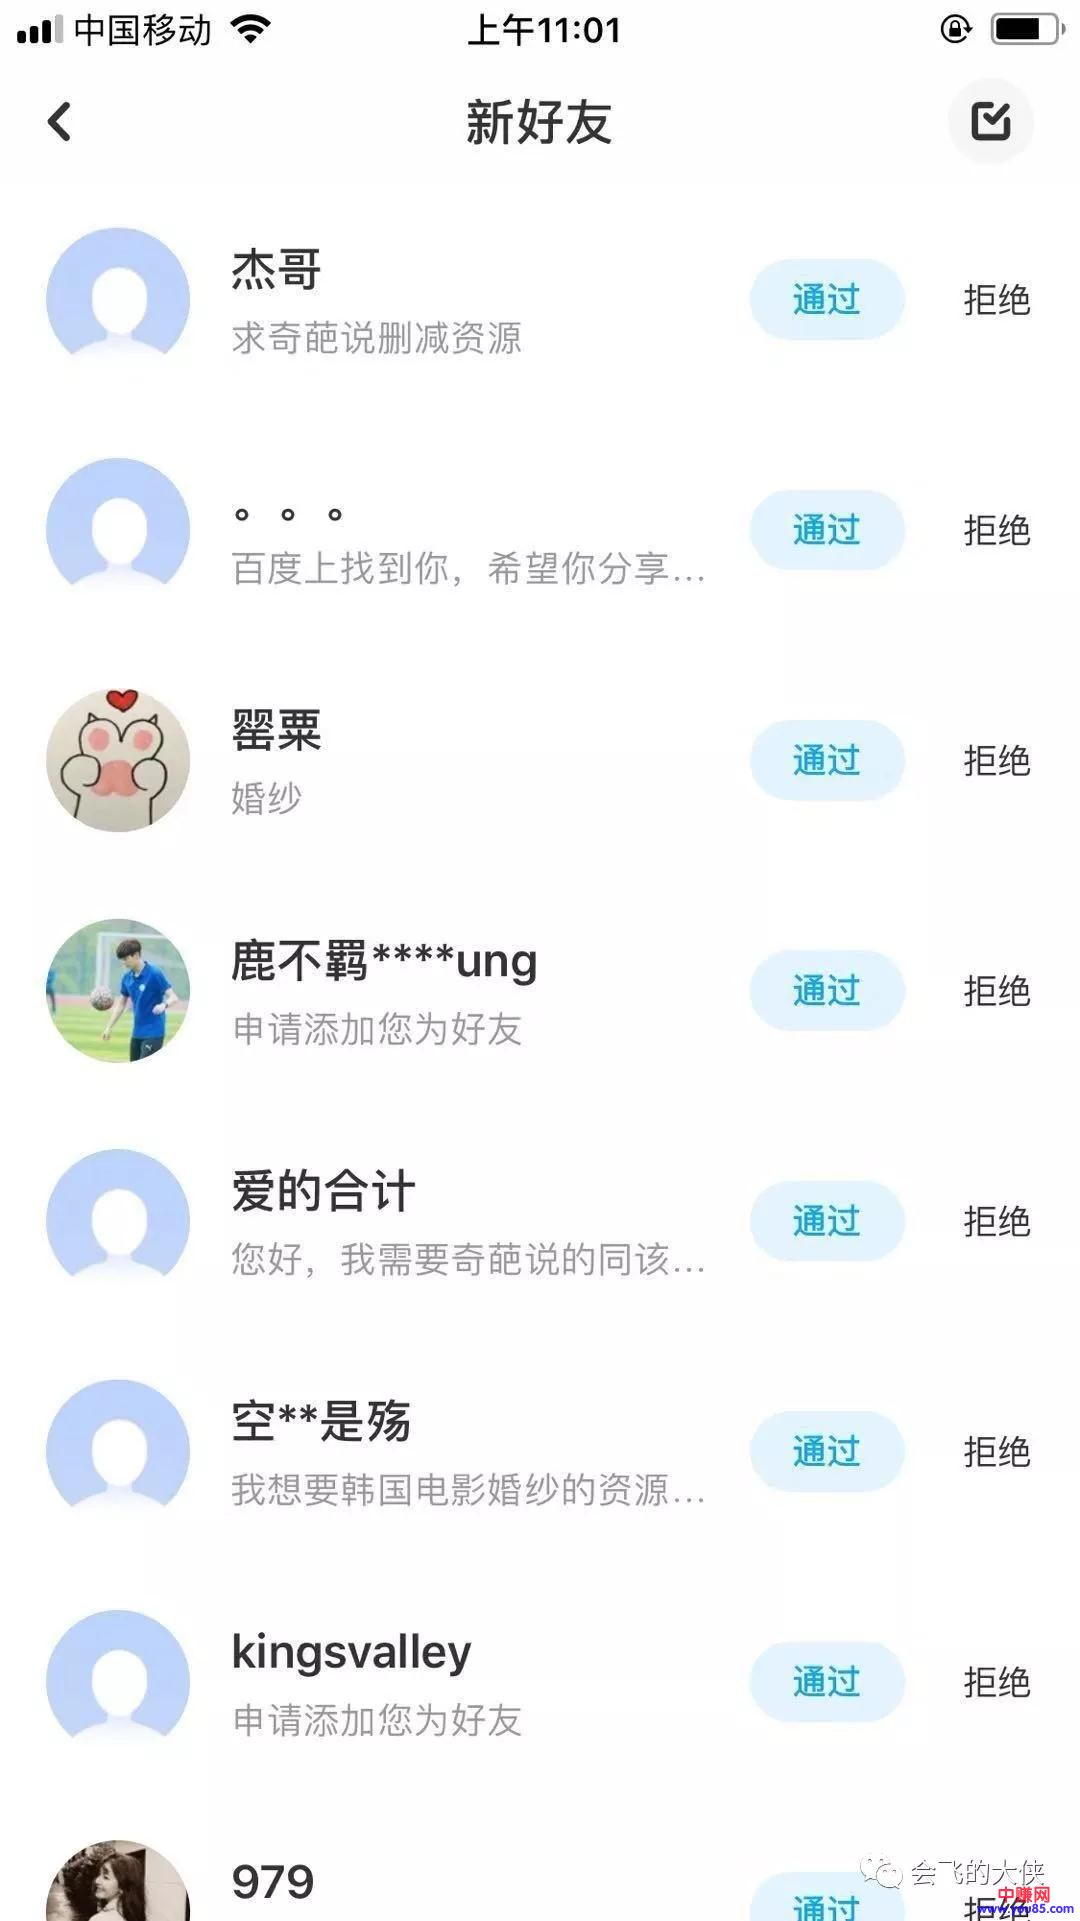 中国移动 上午11:01
新好友
杰哥
求奇葩说删减资源
通过 拒绝
。。。
百度上找到你，希望你分享...
通过 拒绝
罂粟
婚纱
通过 拒绝
鹿不羁****ung
申请添加您为好友
通过 拒绝
爱的合计
您好，我需要奇葩说的同该...
通过 拒绝
空**是殇
我想要韩国电影婚纱的资源...
通过 拒绝
kingsvalley
申请添加您为好友
通过 拒绝
979
通过 拒绝
会飞的大侠
中赚网
www.you85.com